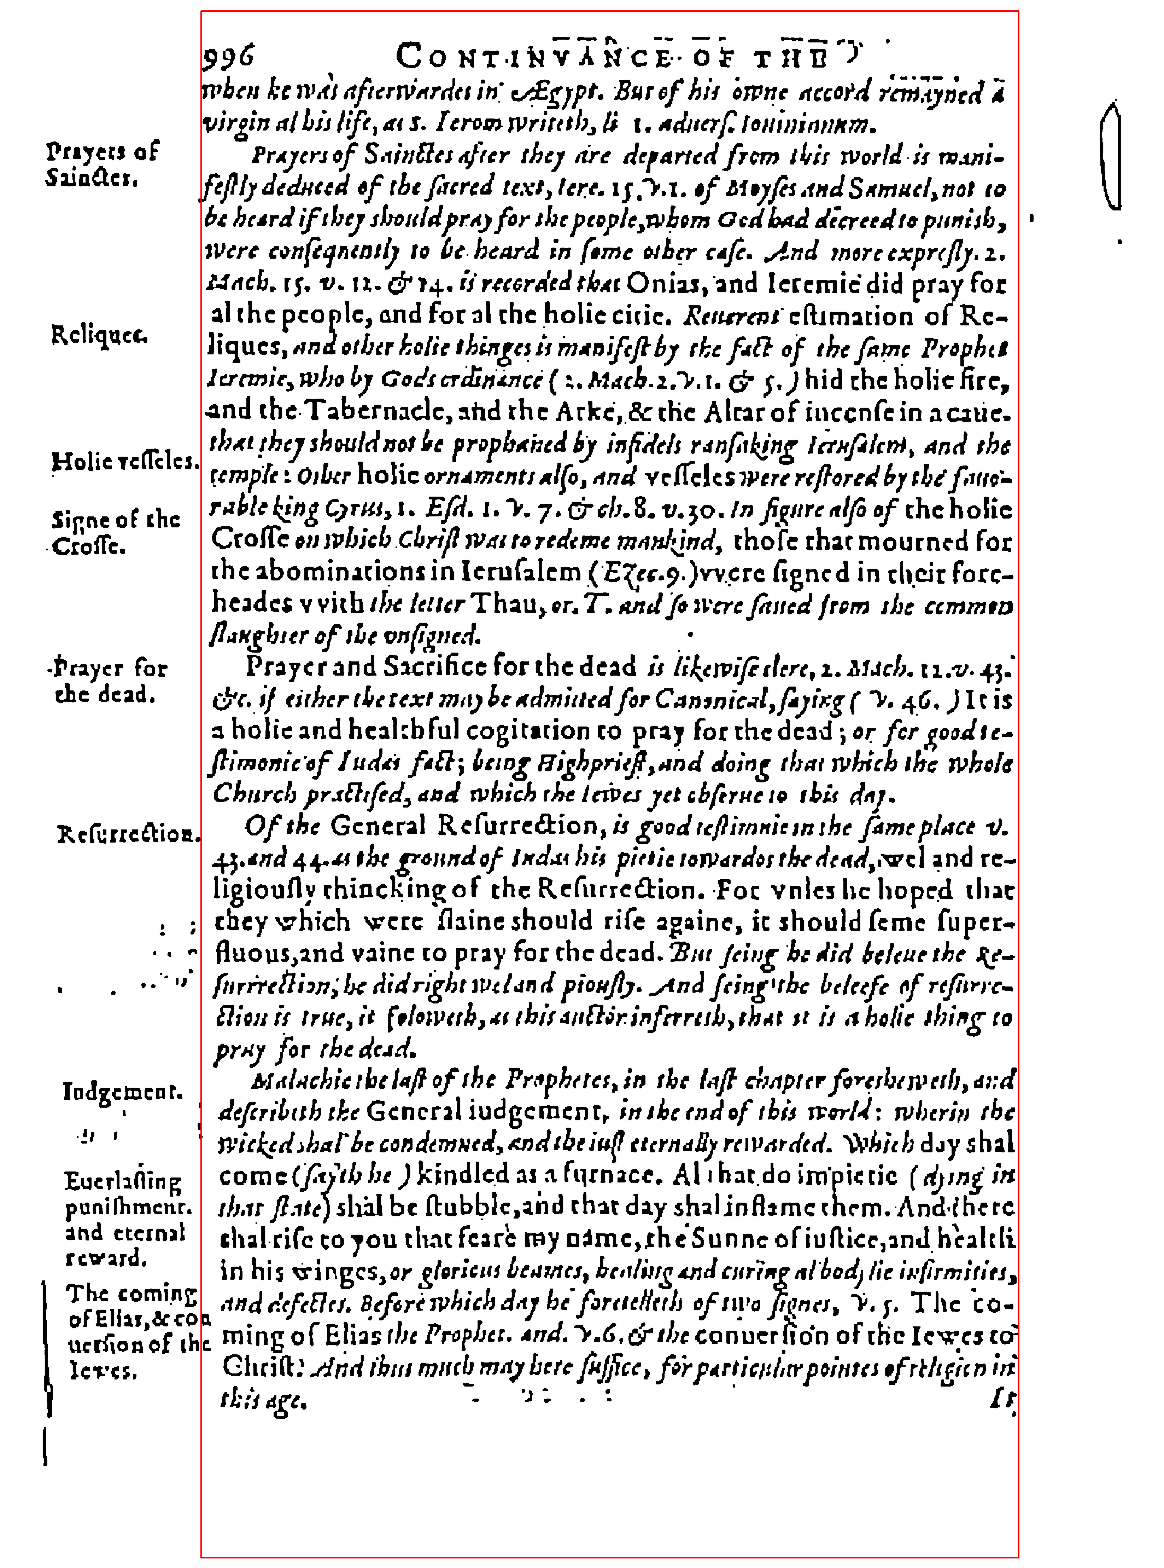 996 CONTINVANCE OF THE
when he was afterwardes in Ægypt. But of his owne accord remayned a
virgin al his life, as S. Ierom writeth, li 1. aduers. Iouinianum.
Prayers of
Sainctes.
Prayers of Sainctes after they are departed from this world is mani-
festly deduced of the sacred text, Iere. 15. v. 1. of Moyses and Samuel, not to
be heard if they should pray for the people, whom God had decreed to punish,
were conseqnently to be heard in some other case. And more expresly. 2.
Mach. 15. v. 12. & 14. is recorded that Onias, and Ieremie did pray for
al the people, and for al the holie citie. Reuerent estimation of Re-
Reliques.
liques, and other holie thinges is manifest by the fact of the same Prophet
Ieremie, who by Gods ordinance (2. Mach. 2. v. 1. & 5.) hid the holie fire,
and the Tabernacle, and the Arke, & the Altar of incense in a caue.
that they should not be prophaned by infidels ransaking Ierusalem, and the
Holie vesseles.
temple: Other holie ornaments also, and vesseles were restored by the fauo-
rable king Cyrus, 1. Esd. 1. v. 7. & ch. 8. v. 30. In figure also of the holie
Signe of the
Crosse.
Crosse on which Christ was to redeme mankind, those that mourned for
the abominations in Ierusalem (Ezec. 9.) vvere signed in their fore-
heades vvith the letter Thau, or. T. and so were saued from the common
slaughter of the vnsigned.
Prayer for
the dead.
Prayer and Sacrifice for the dead is likewise clere, 2. Mach. 12. v. 43.
&c. if either the text may be admitted for Canonical, saying (v. 46.) It is
a holie and healthful cogitation to pray for the dead; or for good te-
stimonie of Iudas fact; being Highpriest, and doing that which the whole
Church practised, and which the Iewes yet obserue to this day.
Resurrection.
Of the General Resurrection, is good testimnie in the same place v.
43. and 44. as the ground of Iudas his pietie towardes the dead, wel and re-
ligiously thincking of the Resurrection. For vnles he hoped that
they which were slaine should rise againe, it should seme super-
fluous, and vaine to pray for the dead. But seing he did beleue the Re-
surrection; he did right wel and piously. And seing the beleefe of resurre-
ction is true, it foloweth, as this auctor inferreth, that it is a holie thing to
pray for the dead.
Iudgement.
Malachie the last of the Prophetes, in the last chapter foresheweth, and
describeth the General iudgement, in the end of this world: wherin the
wicked shal be condemned, and the iust eternally rewarded. Which day shal
Euerlasting
punishment.
and eternal
reward.
come (sayth he) kindled as a furnace. Al that do impietie (dying in
that state) shal be stubble, and that day shal inflame them. And there
shal rise to you that feare my name, the Sunne of iustice, and health
in his winges, or glorious beames, healing and curing al bodylie infirmities,
The coming
of Elias, & con
uersion of the
Iewes.
and defectes. Before which day he foretelleth of two signes, v. 5. The co-
ming of Elias the Prophet. and. v. 6. & the conuersion of the Iewes to
Christ. And thus much may here suffice, for particular pointes of religion in
this age.
It